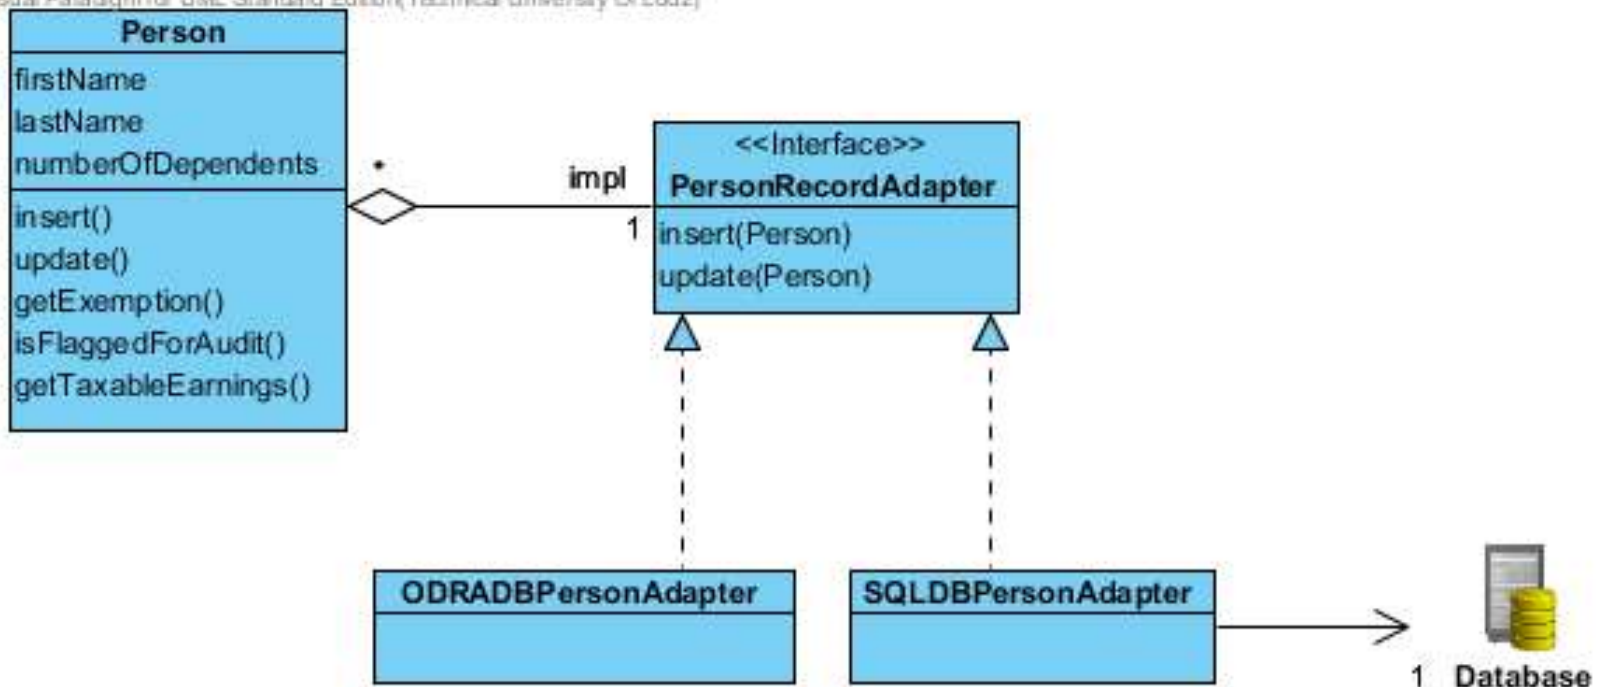 Person
firstName
lastName
numberOfDependents
insert()
update()
getExemption()
isFlaggedForAudit()
getTaxableEarnings()
*
impl
1
<<Interface>>
PersonRecordAdapter
insert(Person)
update(Person)
ODRADBPersonAdapter
SQLDBPersonAdapter
1 Database